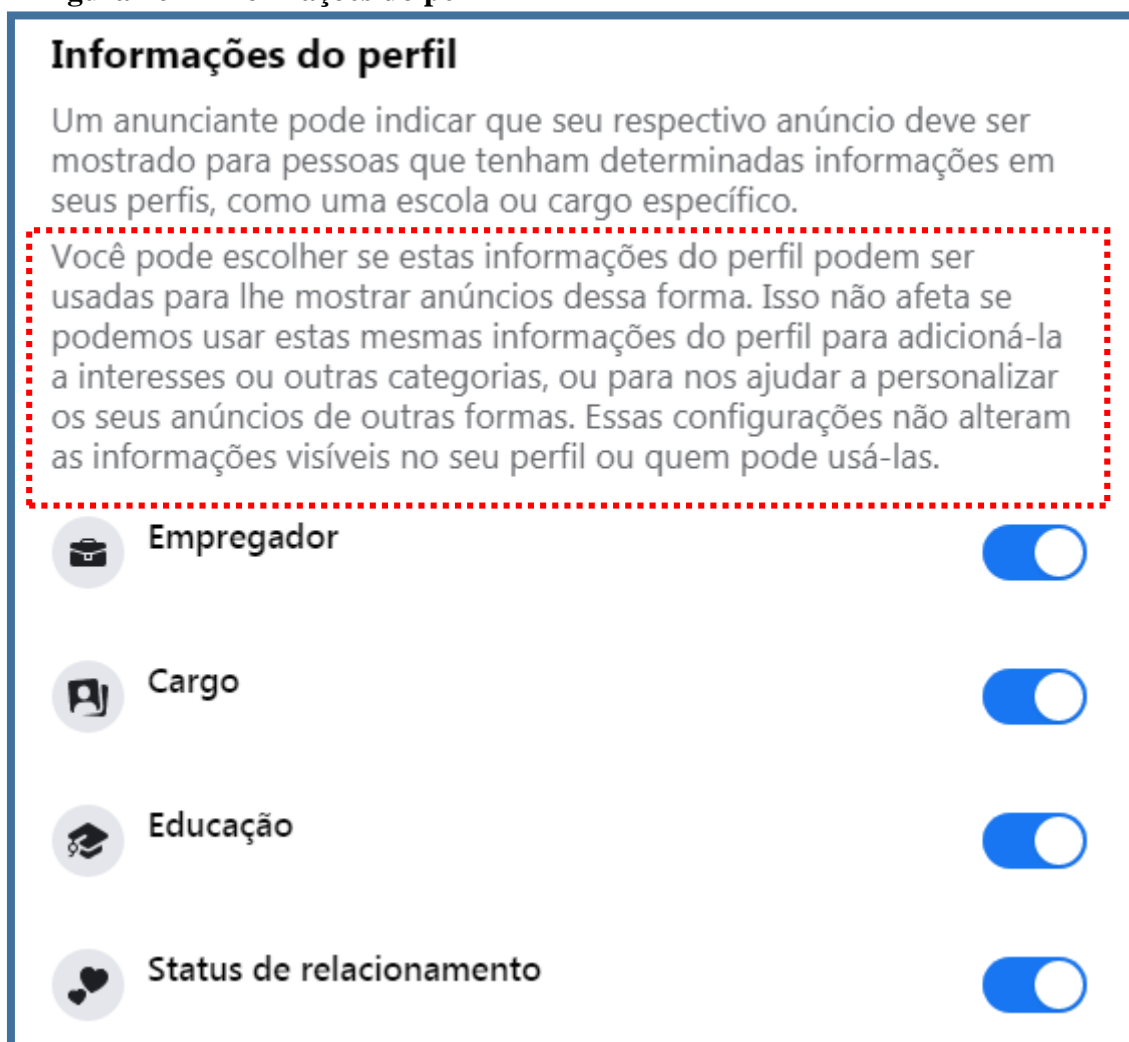 Informações do perfil
Um anunciante pode indicar que seu respectivo anúncio deve ser
mostrado para pessoas que tenham determinadas informações em
seus perfis, como uma escola ou cargo específico.
Você pode escolher se estas informações do perfil podem ser
usadas para lhe mostrar anúncios dessa forma. Isso não afeta se
podemos usar estas mesmas informações do perfil para adicioná-la
a interesses ou outras categorias, ou para nos ajudar a personalizar
os seus anúncios de outras formas. Essas configurações não alteram
as informações visíveis no seu perfil ou quem pode usá-las.
Empregador
Cargo
Educação
Status de relacionamento